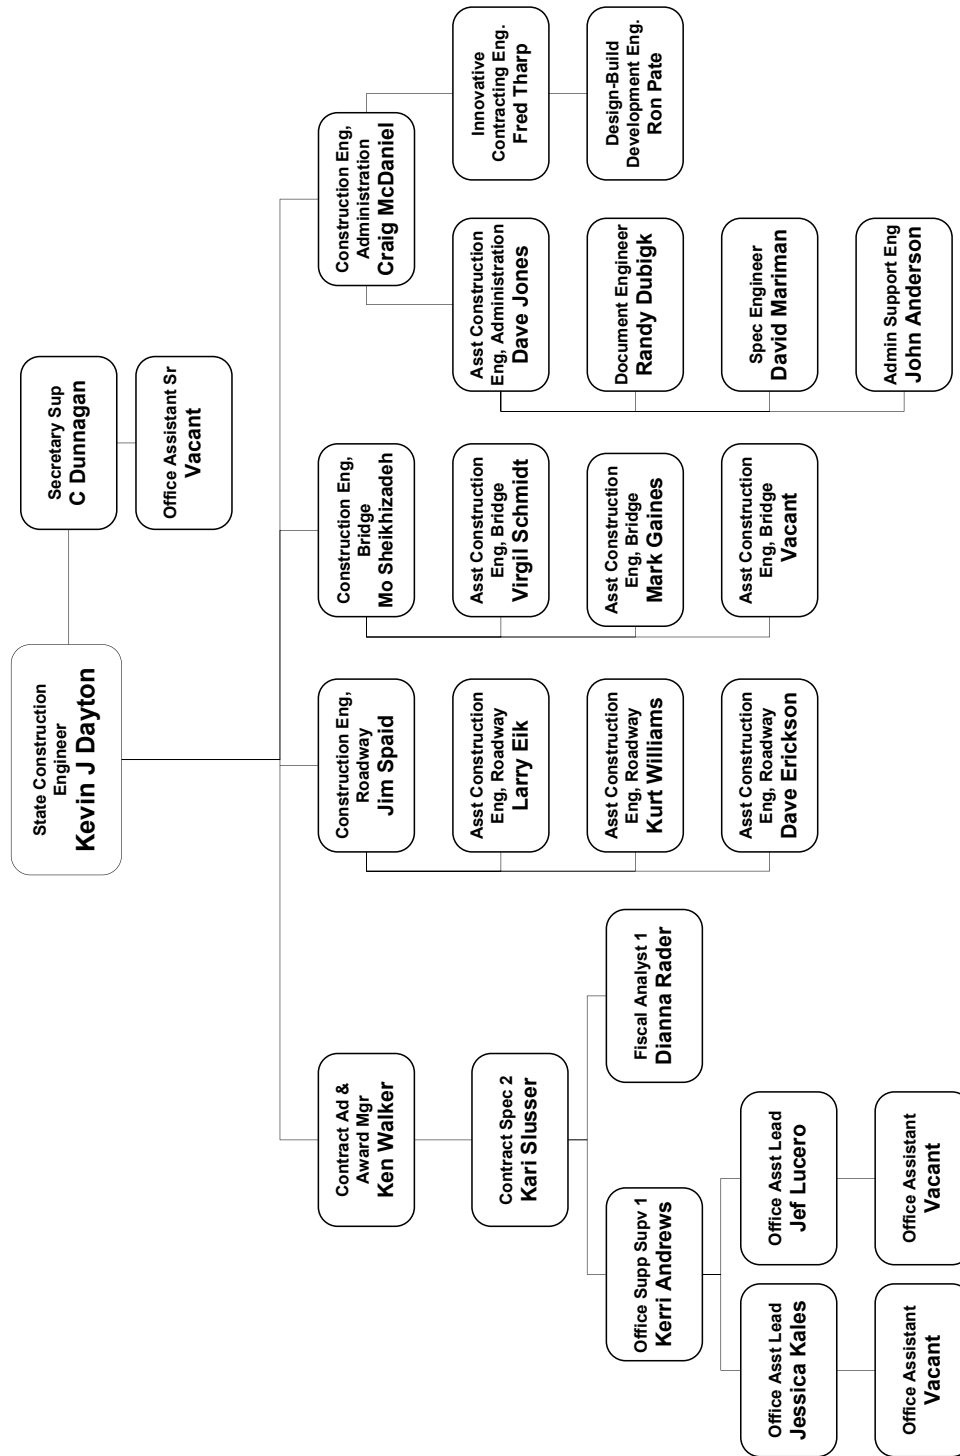 State Construction
Engineer
Kevin J Dayton
Secretary Sup
C Dunnagan
Office Assistant Sr
Vacant
Contract Ad &
Award Mgr
Ken Walker
Construction Eng,
Roadway
Jim Spaid
Construction Eng,
Bridge
Mo Sheikhizadeh
Construction Eng,
Administration
Craig McDaniel
Contract Spec 2
Kari Slusser
Asst Construction
Eng, Roadway
Larry Eik
Asst Construction
Eng, Bridge
Virgil Schmidt
Asst Construction
Eng, Administration
Dave Jones
Innovative
Contracting Eng.
Fred Tharp
Office Supp Supv 1
Kerri Andrews
Fiscal Analyst 1
Dianna Rader
Asst Construction
Eng, Roadway
Kurt Williams
Asst Construction
Eng, Bridge
Mark Gaines
Document Engineer
Randy Dubigk
Design-Build
Development Eng.
Ron Pate
Office Asst Lead
Jessica Kales
Office Asst Lead
Jef Lucero
Asst Construction
Eng, Roadway
Dave Erickson
Asst Construction
Eng, Bridge
Vacant
Spec Engineer
David Mariman
Office Assistant
Vacant
Office Assistant
Vacant
Admin Support Eng
John Anderson